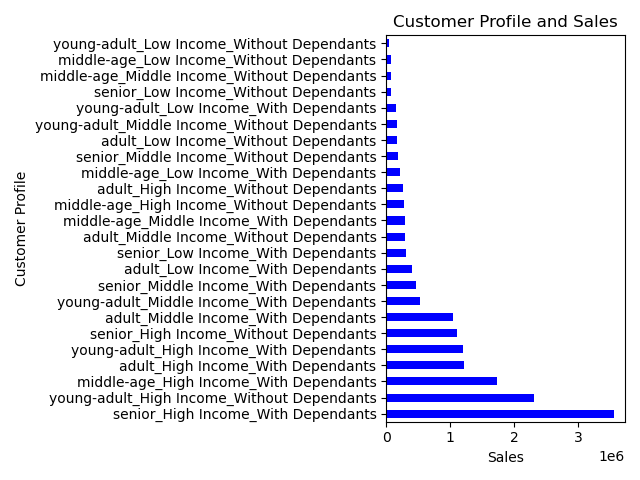 Customer Profile and Sales
Customer Profile
young-adult_Low Income_Without Dependants
middle-age_Low Income_Without Dependants
middle-age_Middle Income_Without Dependants
senior_Low Income_Without Dependants
young-adult_Low Income_With Dependants
young-adult_Middle Income_Without Dependants
adult_Low Income_Without Dependants
senior_Middle Income_Without Dependants
middle-age_Low Income_With Dependants
adult_High Income_Without Dependants
middle-age_High Income_Without Dependants
middle-age_Middle Income_With Dependants
adult_Middle Income_Without Dependants
senior_Low Income_With Dependants
adult_Low Income_With Dependants
senior_Middle Income_With Dependants
young-adult_Middle Income_With Dependants
adult_Middle Income_With Dependants
senior_High Income_Without Dependants
young-adult_High Income_With Dependants
adult_High Income_With Dependants
middle-age_High Income_With Dependants
young-adult_High Income_Without Dependants
senior_High Income_With Dependants
0 1 2 3
1e6
Sales